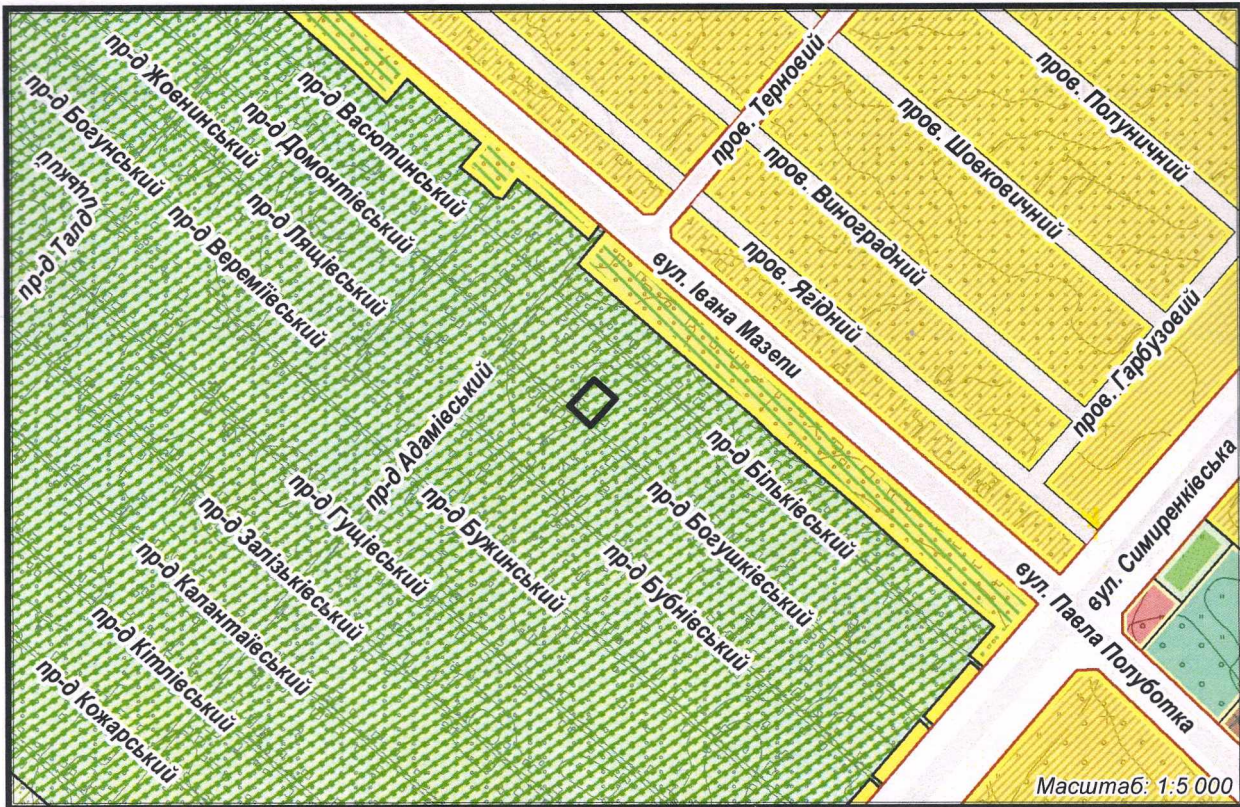 пр-д Жовнинський
пр-д Васютинський
пр-д Богунський
пр-д Домонтівський
пр-д Лящівський
пр-д Вереміївський
пр-д Талдуцький
пров. Терновий
пров. Полуничний
пров. Шовковичний
пров. Виноградний
пров. Ягідний
вул. Івана Мазепи
пров. Гарбузовий
пр-д Адамівський
пр-д Більківський
пр-д Гущівський
пр-д Бужинський
пр-д Богушківський
пр-д Залізьківський
пр-д Бубнівський
вул. Симиренківська
пр-д Калантаївський
вул. Павла Полуботка
пр-д Кітлівський
пр-д Кожарський
Масштаб: 1:5 000